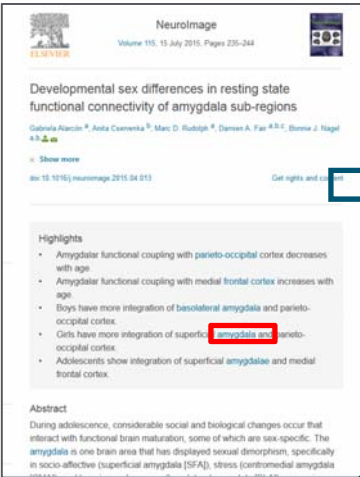 NeuroImage
Volume 115, 15 July 2015, Pages 235–244
ELSEVIER
Developmental sex differences in resting state
functional connectivity of amygdala sub-regions
Gabriela Alarcón a, Anita Cservenka b, Marc D. Rudolph a, Damien A. Fair a, b, c, Bonnie J. Nagel
a, b
Show more
doi:10.1016/j.neuroimage.2015.04.013
Get rights and content
Highlights
• Amygdalar functional coupling with parieto-occipital cortex decreases
with age.
• Amygdalar functional coupling with medial frontal cortex increases with
age.
• Boys have more integration of basolateral amygdala and parieto-
occipital cortex.
• Girls have more integration of superficial amygdala and parieto-
occipital cortex.
• Adolescents show integration of superficial amygdalae and medial
frontal cortex.
Abstract
During adolescence, considerable social and biological changes occur that
interact with functional brain maturation, some of which are sex-specific. The
amygdala is one brain area that has displayed sexual dimorphism, specifically
in socio-affective (superficial amygdala [SFA]), stress (centromedial amygdala